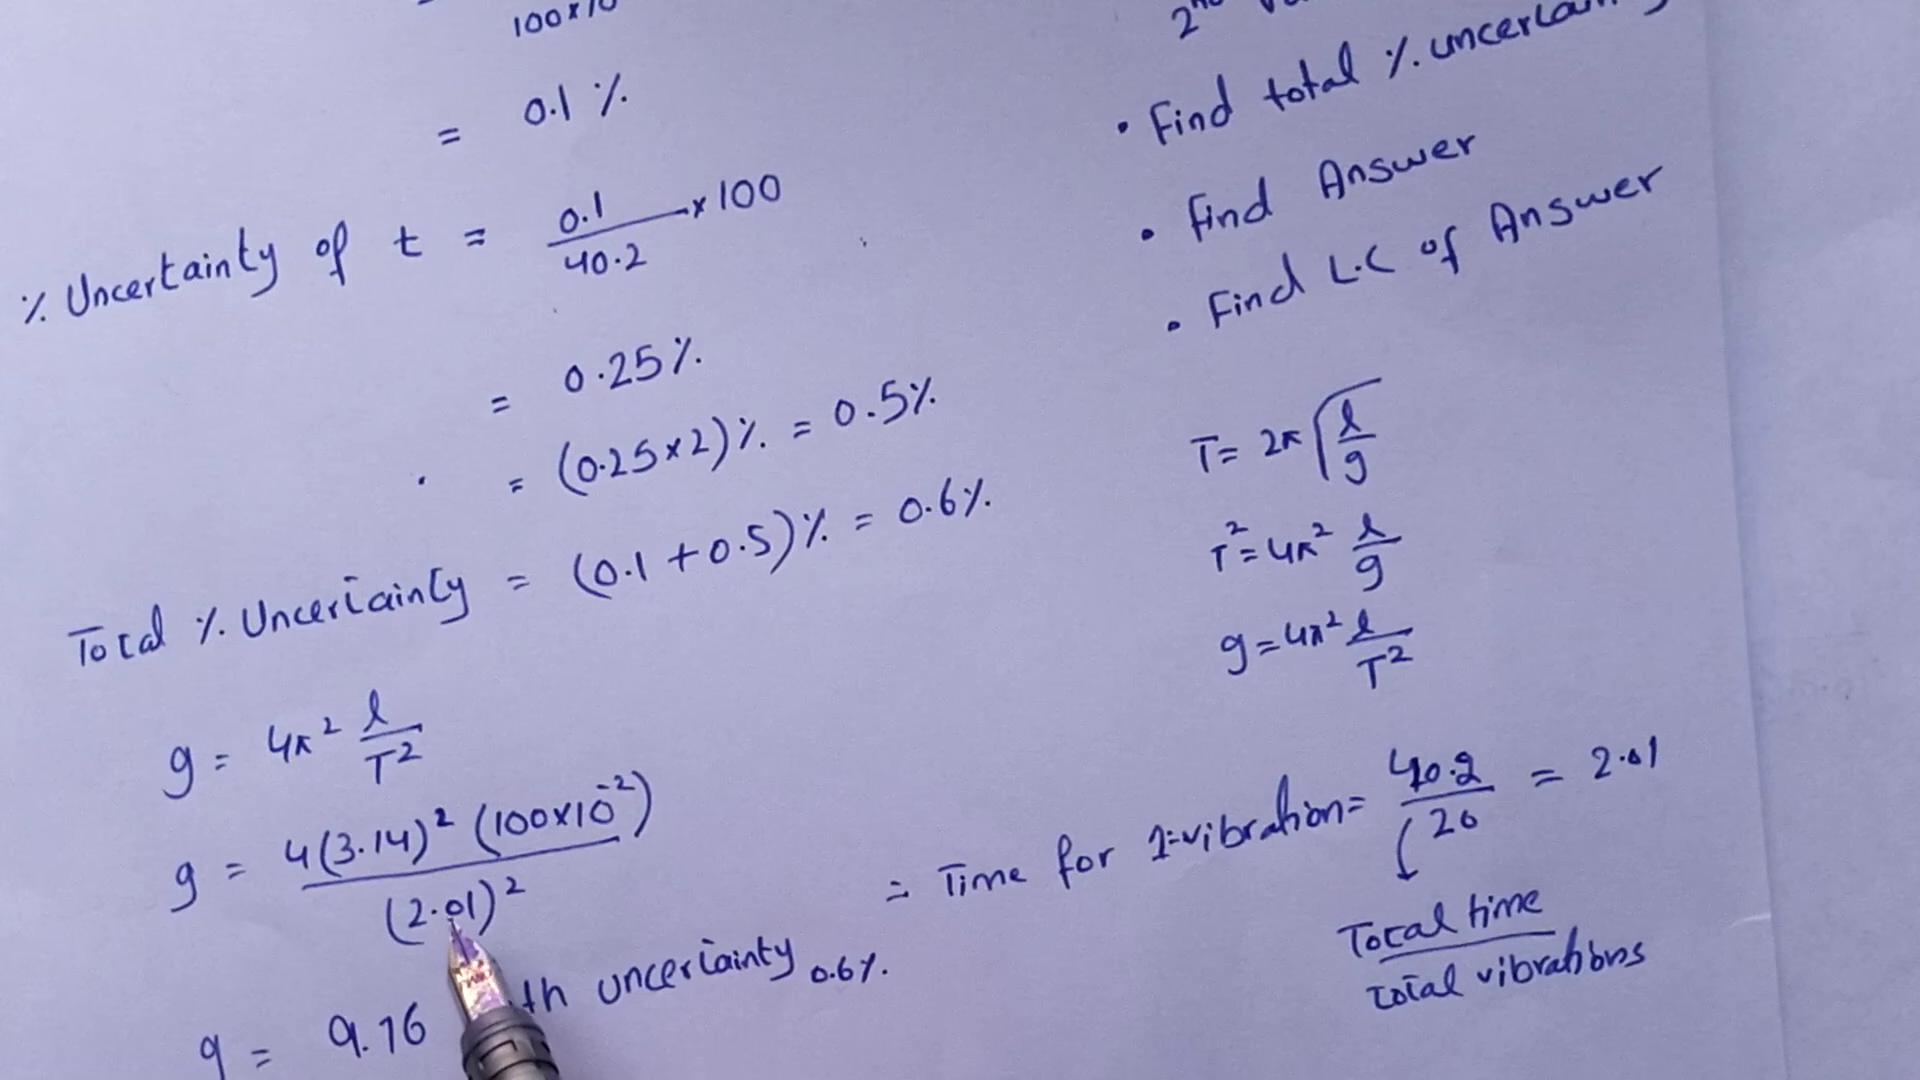 100×10
= 0.1 %
% Uncertainty of t = 0.1/40.2 × 100
= 0.25%
= (0.25×2)% = 0.5%
Total % Uncertainty = (0.1 + 0.5)% = 0.6%
g = 4π² l/T²
g = 4(3.14)² (100×10⁻²)/(2.01)²
g = 9.76 uncertainty 0.6%.
2nd
• Find total % uncertainty
• Find Answer
• Find L.C of Answer
T = 2π √(l/g)
T² = 4π² l/g
g = 4π² l/T²
= Time for 1-vibration = 40.2/20 = 2.01
Total time
Total vibrations